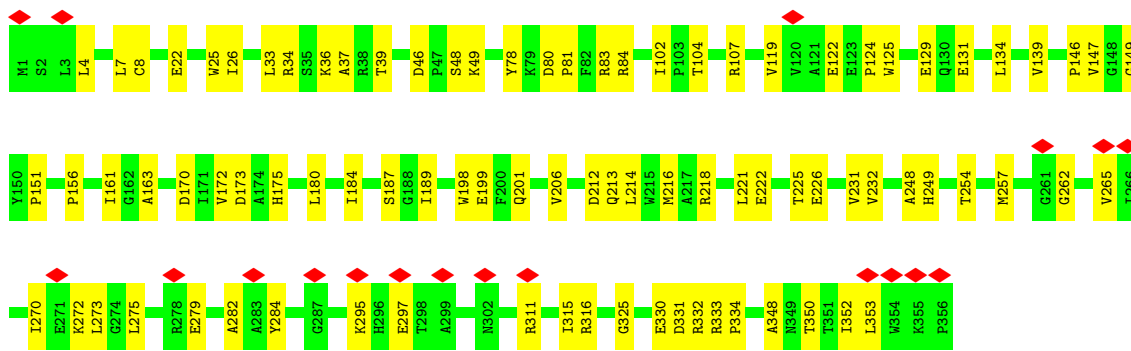 M1 S2 L3 L4 L7 C8 E22 W25 I26 L33 R34 S35 K36 A37 R38 T39 D46 P47 S48 K49 Y78 K79 D80 P81 F82 R83 R84 I102 P103 T104 R107 V119 V120 A121 E122 E123 P124 W125 E129 Q130 E131 L134 V139 P146 V147 G148
Y150 P151 P156 I161 G162 A163 D170 I171 V172 D173 A174 H175 L180 I184 S187 G188 I189 W198 E199 F200 Q201 V206 D212 Q213 L214 W215 M216 A217 R218 L221 E222 T225 E226 V231 V232 A248 H249 T254 M257 G261 G262 V265 I266
I270 E271 K272 L273 G274 L275 R278 E279 A282 A283 Y284 G287 K295 H296 E297 T298 A299 N302 R311 I315 R316 G325 E330 D331 R332 R333 P334 A348 N349 T350 T351 I352 L353 W354 K355 P356